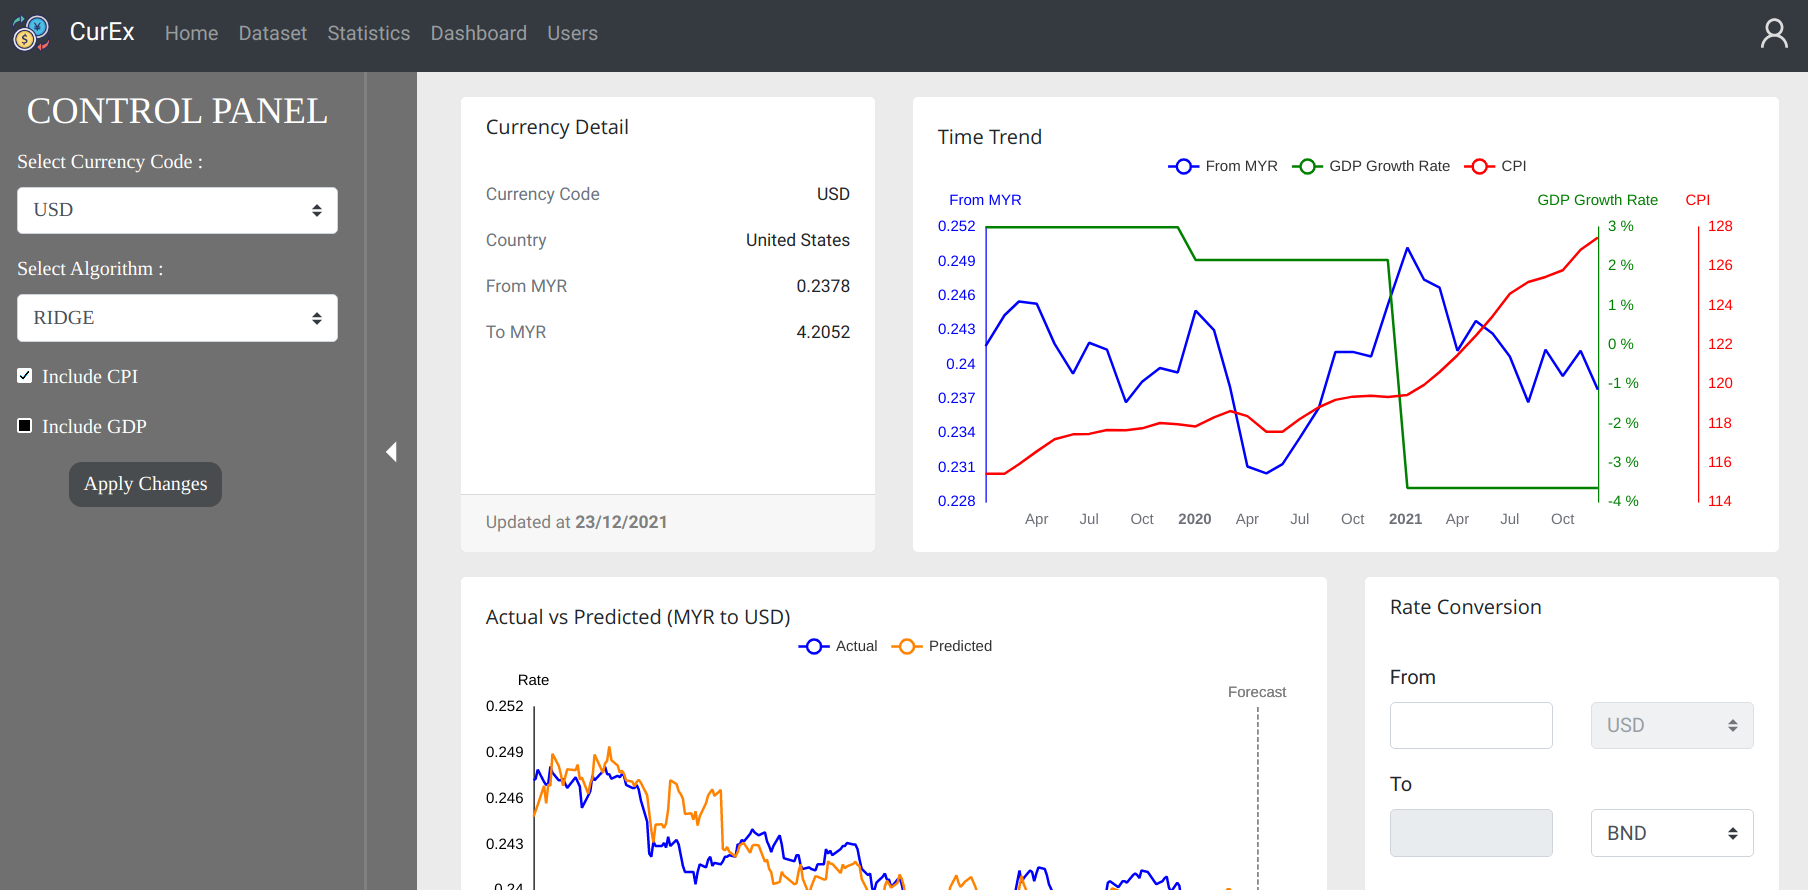 CurEx Home Dataset Statistics Dashboard Users
CONTROL PANEL
Select Currency Code :
USD
Select Algorithm :
RIDGE
Include CPI
Include GDP
Apply Changes
Currency Detail
Currency Code USD
Country United States
From MYR 0.2378
To MYR 4.2052
Updated at 23/12/2021
Time Trend
From MYR GDP Growth Rate CPI
From MYR GDP Growth Rate CPI
0.252 3 % 128
0.249 2 % 126
0.246 1 % 124
0.243 0 % 122
0.24 -1 % 120
0.237 -2 % 118
0.234 -3 % 116
0.231 -4 % 114
0.228
Apr Jul Oct 2020 Apr Jul Oct 2021 Apr Jul Oct
Actual vs Predicted (MYR to USD)
Actual Predicted
Rate
Forecast
0.252
0.249
0.246
0.243
0.24
Rate Conversion
From
USD
To
BND